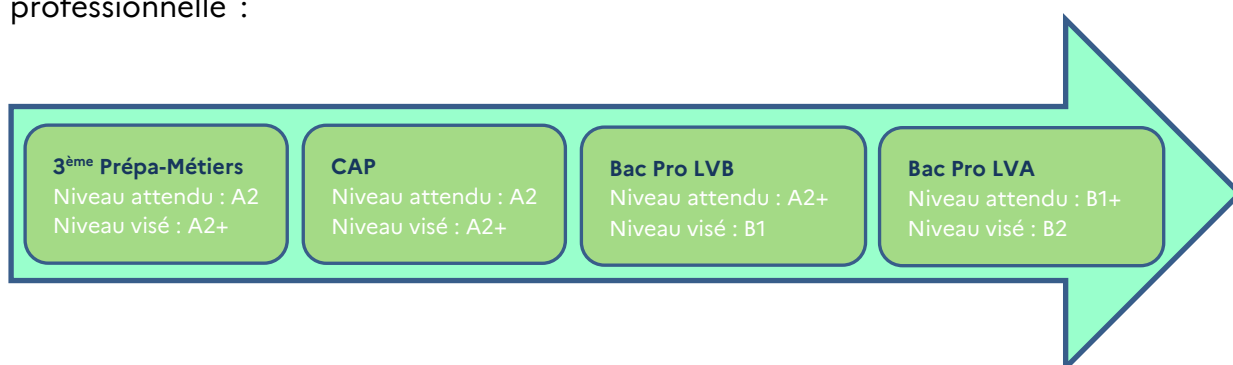 professionnelle :
3ème Prépa-Métiers
Niveau attendu : A2
Niveau visé : A2+
CAP
Niveau attendu : A2
Niveau visé : A2+
Bac Pro LVB
Niveau attendu : A2+
Niveau visé : B1
Bac Pro LVA
Niveau attendu : B1+
Niveau visé : B2